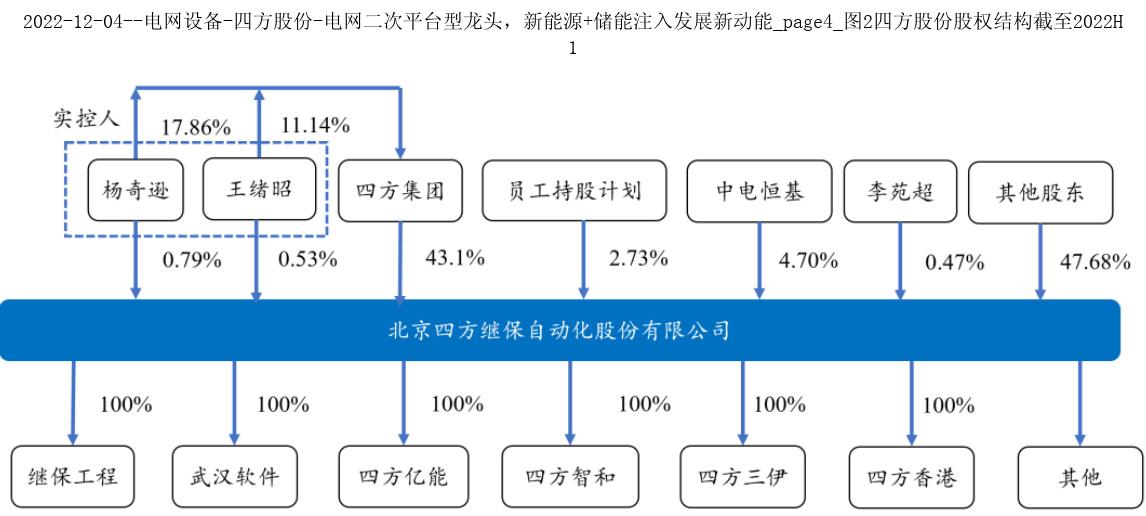 2022-12-04--电网设备-四方股份-电网二次平台型龙头，新能源+储能注入发展新动能_page4_图2四方股份股权结构截至2022H
1
实控人
17.86%
11.14%
杨奇逊
王绪昭
四方集团
员工持股计划
中电恒基
李苑超
其他股东
0.79%
0.53%
43.1%
2.73%
4.70%
0.47%
47.68%
北京四方继保自动化股份有限公司
100%
100%
100%
100%
100%
100%
继保工程
武汉软件
四方亿能
四方智和
四方三伊
四方香港
其他